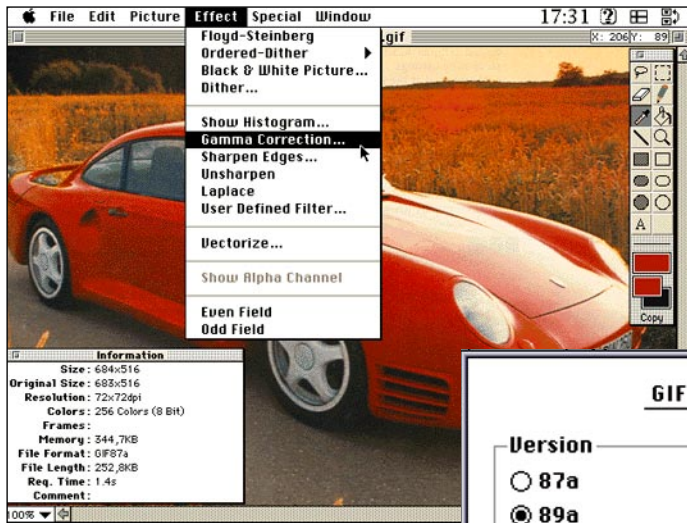 File Edit Picture Effect Special Window 17:31
.gif X: 206 Y: 89
Floyd-Steinberg
Ordered-Dither
Black & White Picture...
Dither...
Show Histogram...
Gamma Correction...
Sharpen Edges...
Unsharpen
Laplace
User Defined Filter...
Vectorize...
Show Alpha Channel
Even Field
Odd Field
A
Copy
Information
Size: 684x516
Original Size: 683x516
Resolution: 72x72dpi
Colors: 256 Colors (8 Bit)
Frames:
Memory: 344,7KB
File Format: GIF87a
File Length: 252,8KB
Req. Time: 1.4s
Comment:
100%
GIF
Version
87a
89a